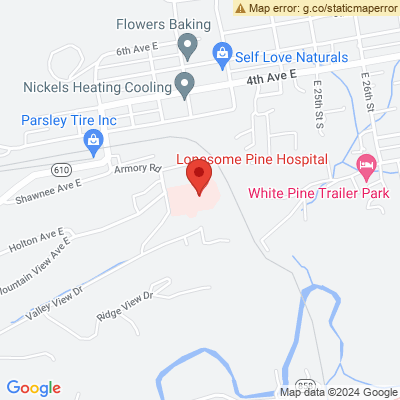 Map error: g.co/staticmaperror
Flowers Baking
6th Ave E
Self Love Naturals
4th Ave E
Nickels Heating Cooling
E 25th St S
E 26th St
Parsley Tire Inc
610
Armory Rd
Lonesome Pine Hospital
Shawnee Ave E
White Pine Trailer Park
Holton Ave E
Mountain View Ave E
Valley View Dr
Ridge View Dr
Google
Map data ©2024 Google